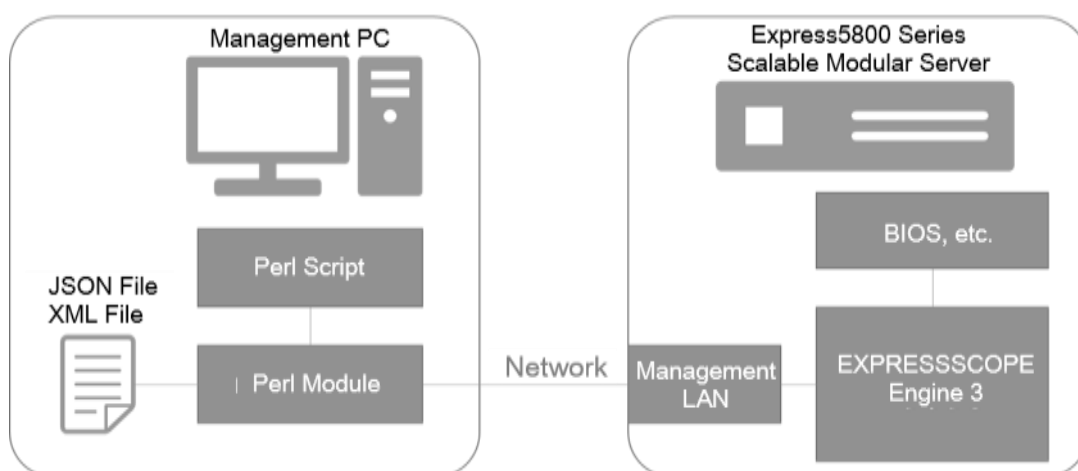 Management PC
Express5800 Series
Scalable Modular Server
BIOS, etc.
Perl Script
JSON File
XML File
Perl Module
Network
Management
LAN
EXPRESSSCOPE
Engine 3